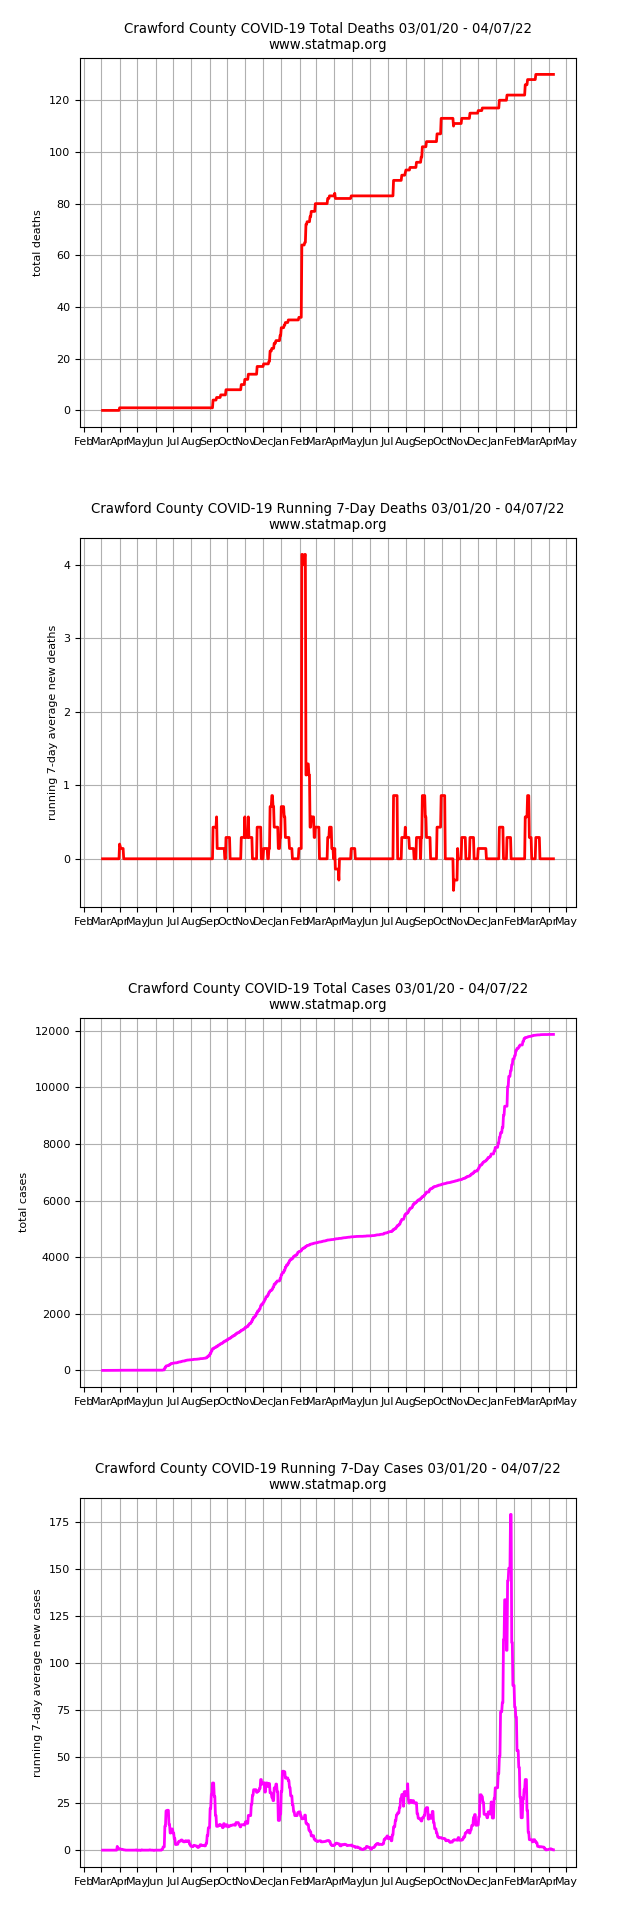 Crawford County COVID-19 Total Deaths 03/01/20 - 04/07/22
www.statmap.org
total deaths
120
100
80
60
40
20
0
Feb Mar Apr May Jun Jul Aug Sep Oct Nov Dec Jan Feb Mar Apr May Jun Jul Aug Sep Oct Nov Dec Jan Feb Mar Apr May
Crawford County COVID-19 Running 7-Day Deaths 03/01/20 - 04/07/22
www.statmap.org
running 7-day average new deaths
4
3
2
1
0
Feb Mar Apr May Jun Jul Aug Sep Oct Nov Dec Jan Feb Mar Apr May Jun Jul Aug Sep Oct Nov Dec Jan Feb Mar Apr May
Crawford County COVID-19 Total Cases 03/01/20 - 04/07/22
www.statmap.org
total cases
12000
10000
8000
6000
4000
2000
0
Feb Mar Apr May Jun Jul Aug Sep Oct Nov Dec Jan Feb Mar Apr May Jun Jul Aug Sep Oct Nov Dec Jan Feb Mar Apr May
Crawford County COVID-19 Running 7-Day Cases 03/01/20 - 04/07/22
www.statmap.org
running 7-day average new cases
175
150
125
100
75
50
25
0
Feb Mar Apr May Jun Jul Aug Sep Oct Nov Dec Jan Feb Mar Apr May Jun Jul Aug Sep Oct Nov Dec Jan Feb Mar Apr May